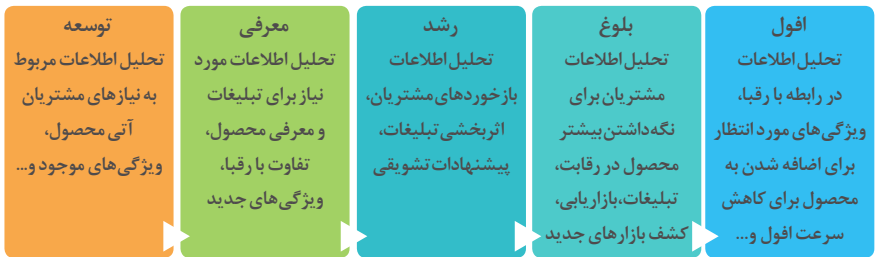 توسعه
تحلیل اطلاعات مربوط
به نیازهای مشتریان
آتی محصول،
ویژگی‌های موجود و...
معرفی
تحلیل اطلاعات مورد
نیاز برای تبلیغات
و معرفی محصول،
تفاوت با رقبا،
ویژگی‌های جدید
رشد
تحلیل اطلاعات
بازخوردهای مشتریان،
اثربخشی تبلیغات،
پیشنهادات تشویقی
بلوغ
تحلیل اطلاعات
مشتریان برای
نگه‌داشتن بیشتر
محصول در رقابت،
تبلیغات، بازاریابی،
کشف بازارهای جدید
افول
تحلیل اطلاعات
در رابطه با رقبا،
ویژگی‌های مورد انتظار
برای اضافه شدن به
محصول برای کاهش
سرعت افول و...